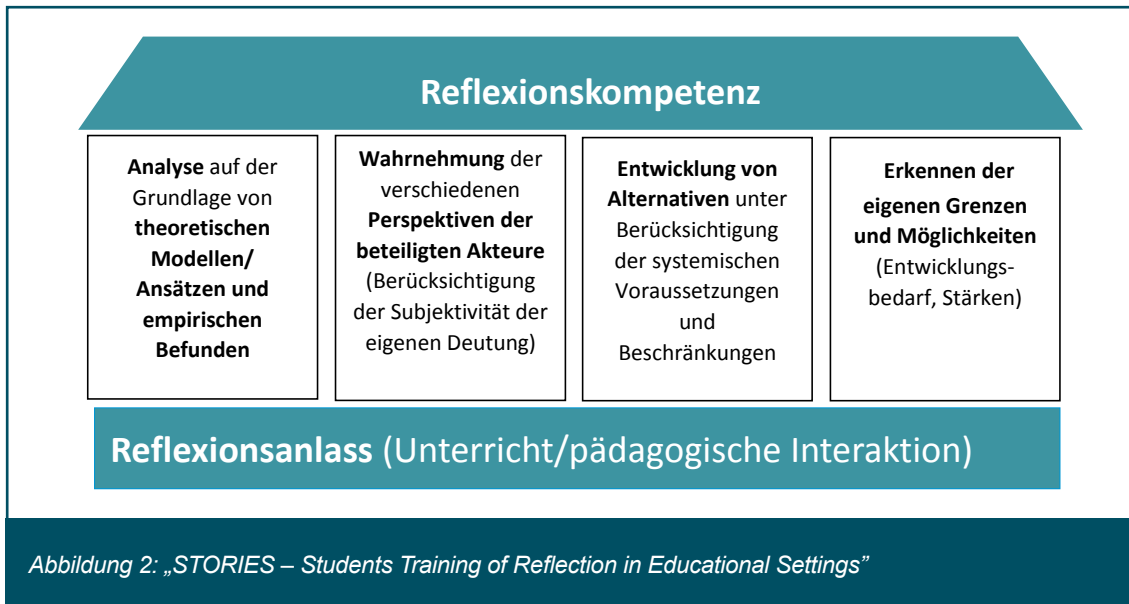 Reflexionskompetenz
Analyse auf der
Grundlage von
theoretischen
Modellen/
Ansätzen und
empirischen
Befunden
Wahrnehmung der
verschiedenen
Perspektiven der
beteiligten Akteure
(Berücksichtigung
der Subjektivität der
eigenen Deutung)
Entwicklung von
Alternativen unter
Berücksichtigung
der systemischen
Voraussetzungen
und
Beschränkungen
Erkennen der
eigenen Grenzen
und Möglichkeiten
(Entwicklungs-
bedarf, Stärken)
Reflexionsanlass (Unterricht/pädagogische Interaktion)
Abbildung 2: „STORIES – Students Training of Reflection in Educational Settings”